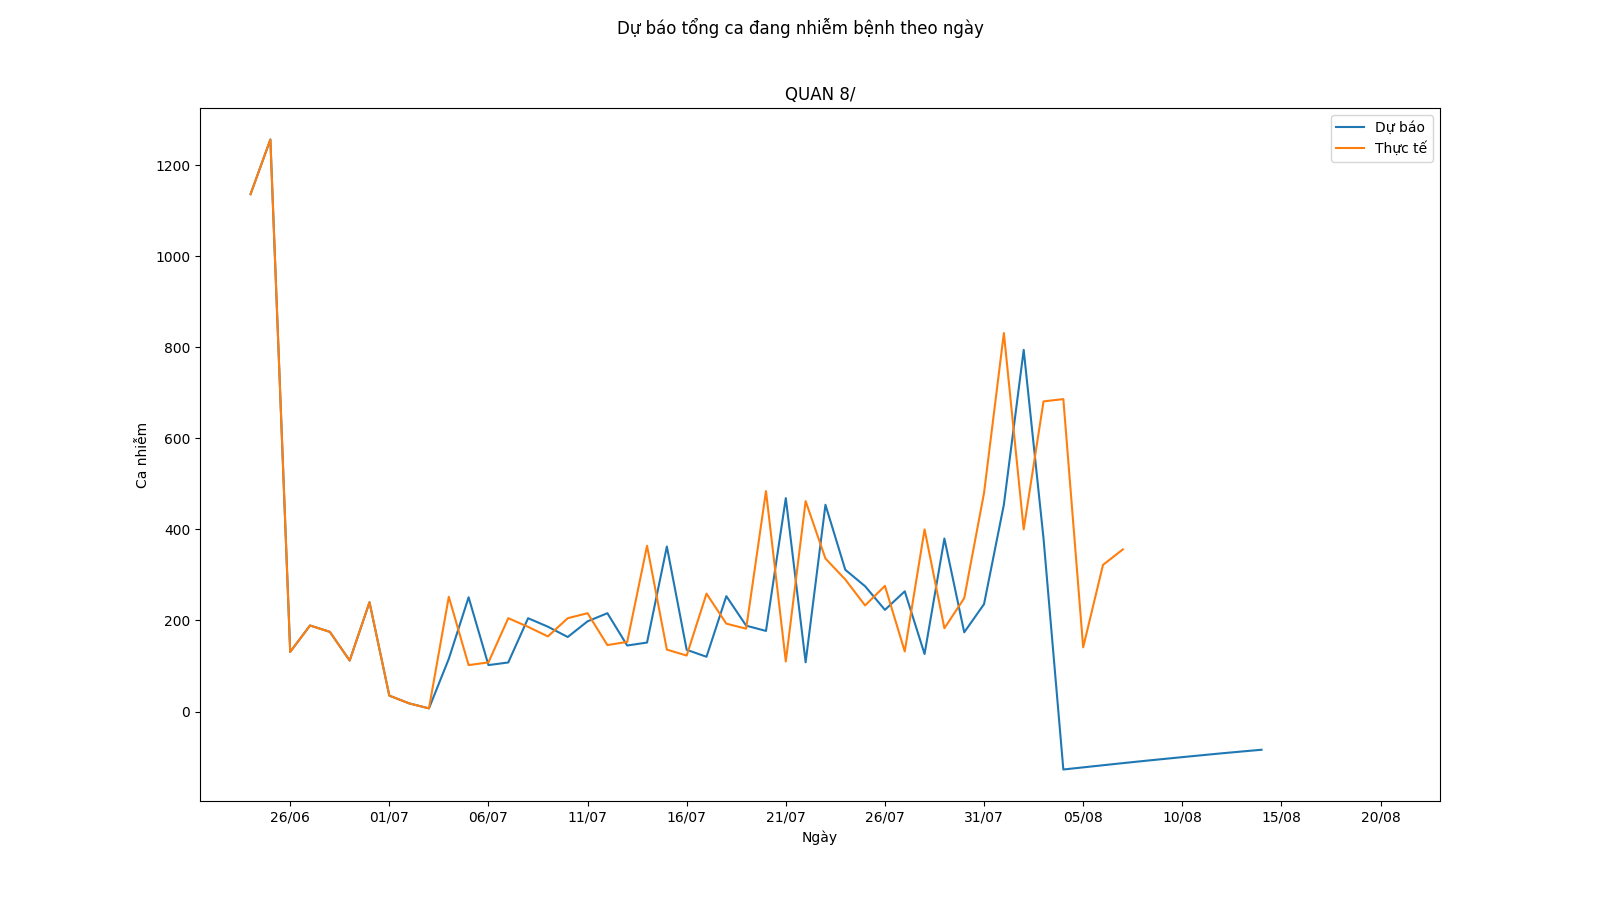 Dự báo tổng ca đang nhiễm bệnh theo ngày
QUAN 8/
Dự báo
Thực tế
1200
1000
800
600
400
200
0
Ca nhiễm
26/06 01/07 06/07 11/07 16/07 21/07 26/07 31/07 05/08 10/08 15/08 20/08
Ngày